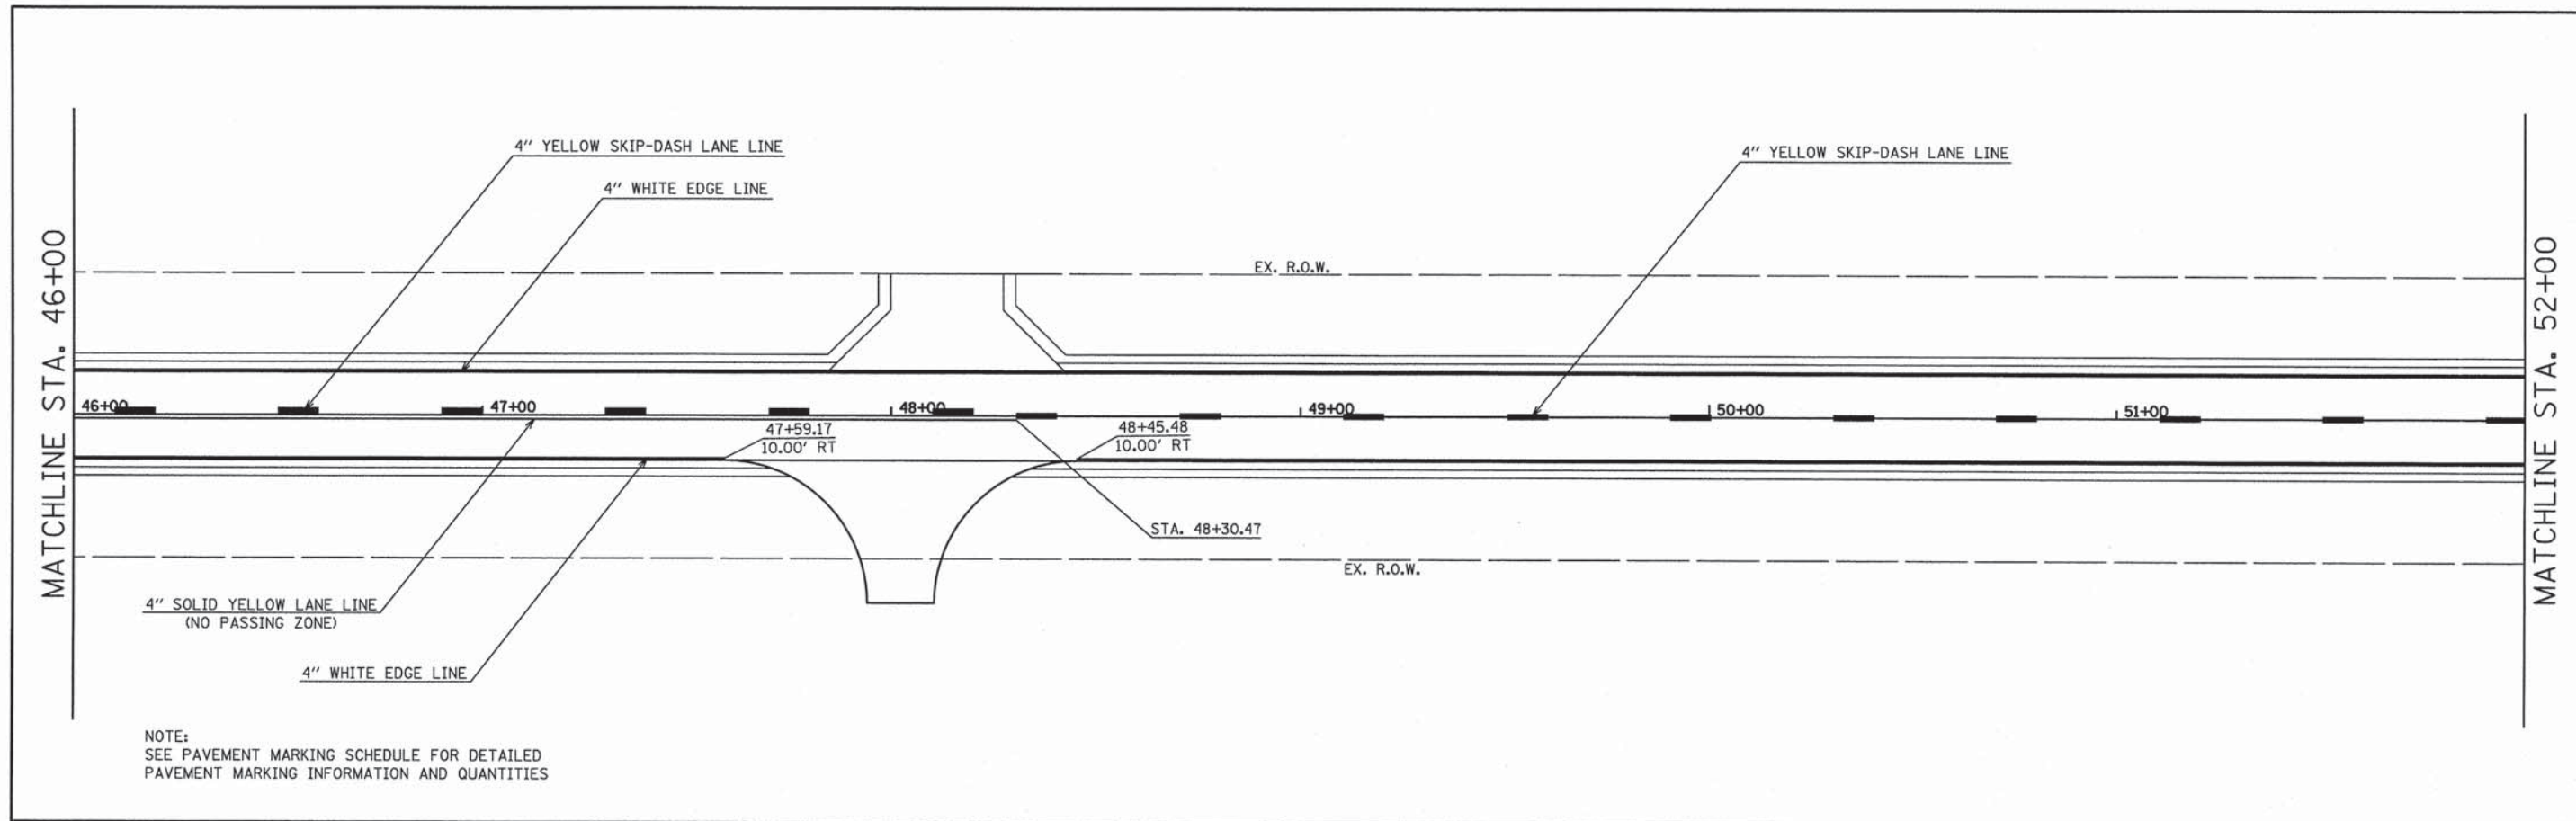 4" YELLOW SKIP-DASH LANE LINE
4" WHITE EDGE LINE
4" YELLOW SKIP-DASH LANE LINE
EX. R.O.W.
MATCHLINE STA. 46+00
46+00
47+00
48+00
49+00
50+00
51+00
MATCHLINE STA. 52+00
47+59.17
10.00' RT
48+45.48
10.00' RT
STA. 48+30.47
EX. R.O.W.
4" SOLID YELLOW LANE LINE
(NO PASSING ZONE)
4" WHITE EDGE LINE
NOTE:
SEE PAVEMENT MARKING SCHEDULE FOR DETAILED
PAVEMENT MARKING INFORMATION AND QUANTITIES